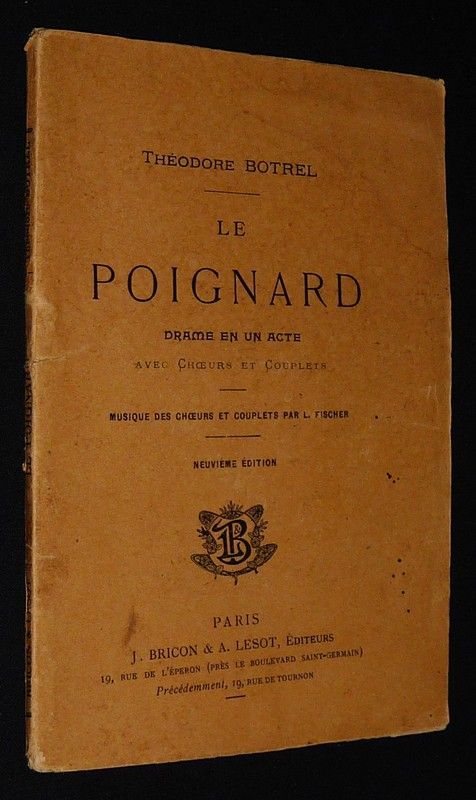 THÉODORE BOTREL
LE
POIGNARD
DRAME EN UN ACTE
AVEC CHŒURS ET COUPLETS
MUSIQUE DES CHŒURS ET COUPLETS PAR L. FISCHER
NEUVIÈME ÉDITION
LB
PARIS
J. BRICON & A. LESOT, ÉDITEURS
19, RUE DE L'ÉPERON (PRÈS LE BOULEVARD SAINT-GERMAIN)
Précédemment, 19, RUE DE TOURNON